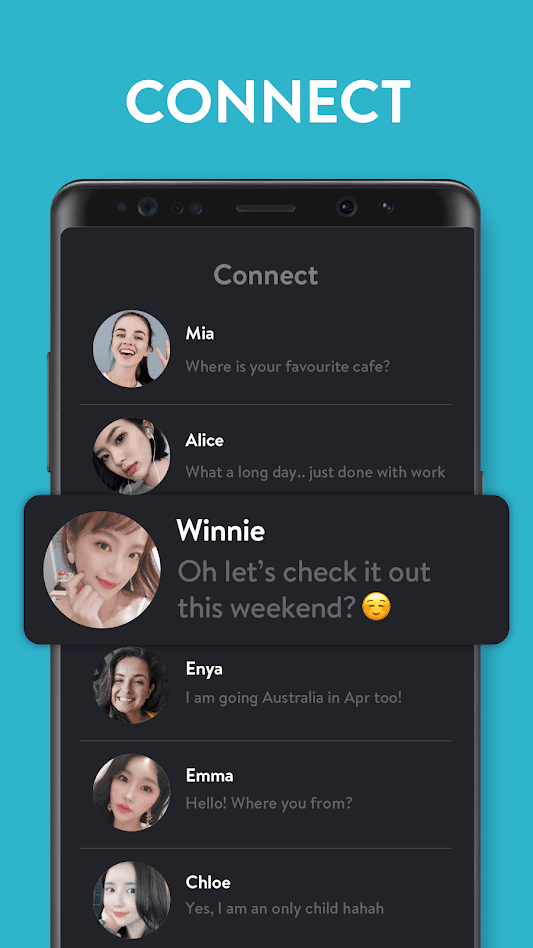 CONNECT
Connect
Mia
Where is your favourite cafe?
Alice
What a long day.. just done with work
Winnie
Oh let's check it out
this weekend? ☺️
Enya
I am going Australia in Apr too!
Emma
Hello! Where you from?
Chloe
Yes, I am an only child hahah